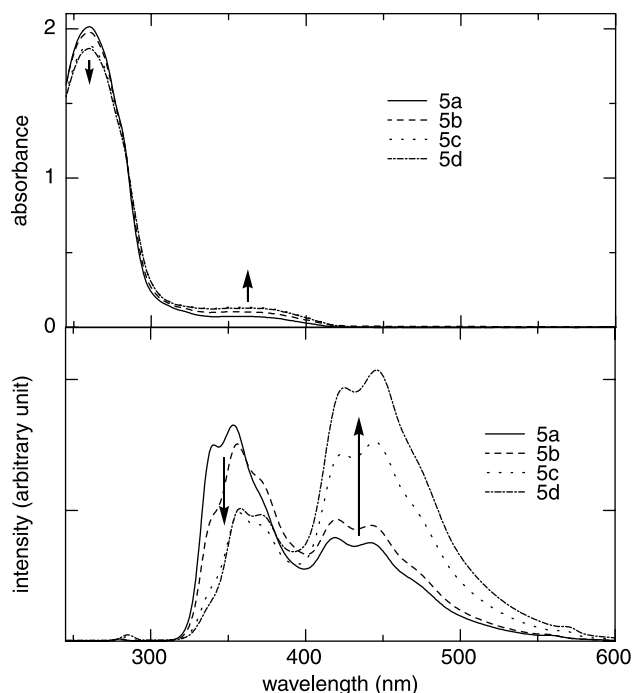 2
1
0
absorbance
5a
5b
5c
5d
intensity (arbitrary unit)
5a
5b
5c
5d
300
400
500
600
wavelength (nm)